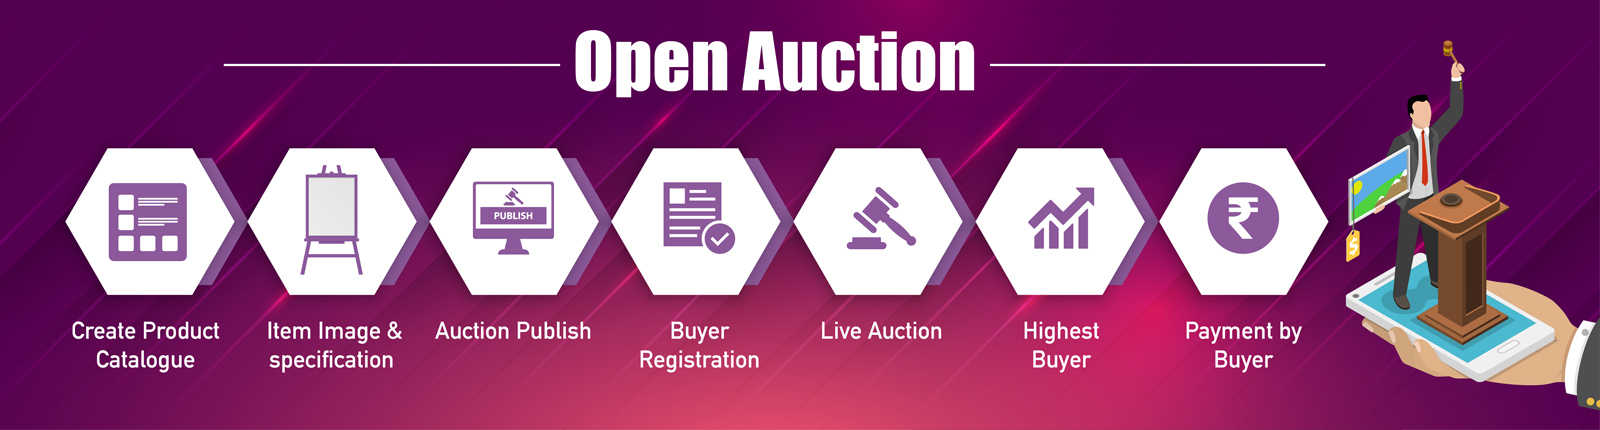 Open Auction
PUBLISH
₹
$
Create Product
Catalogue
Item Image &
specification
Auction Publish
Buyer
Registration
Live Auction
Highest
Buyer
Payment by
Buyer